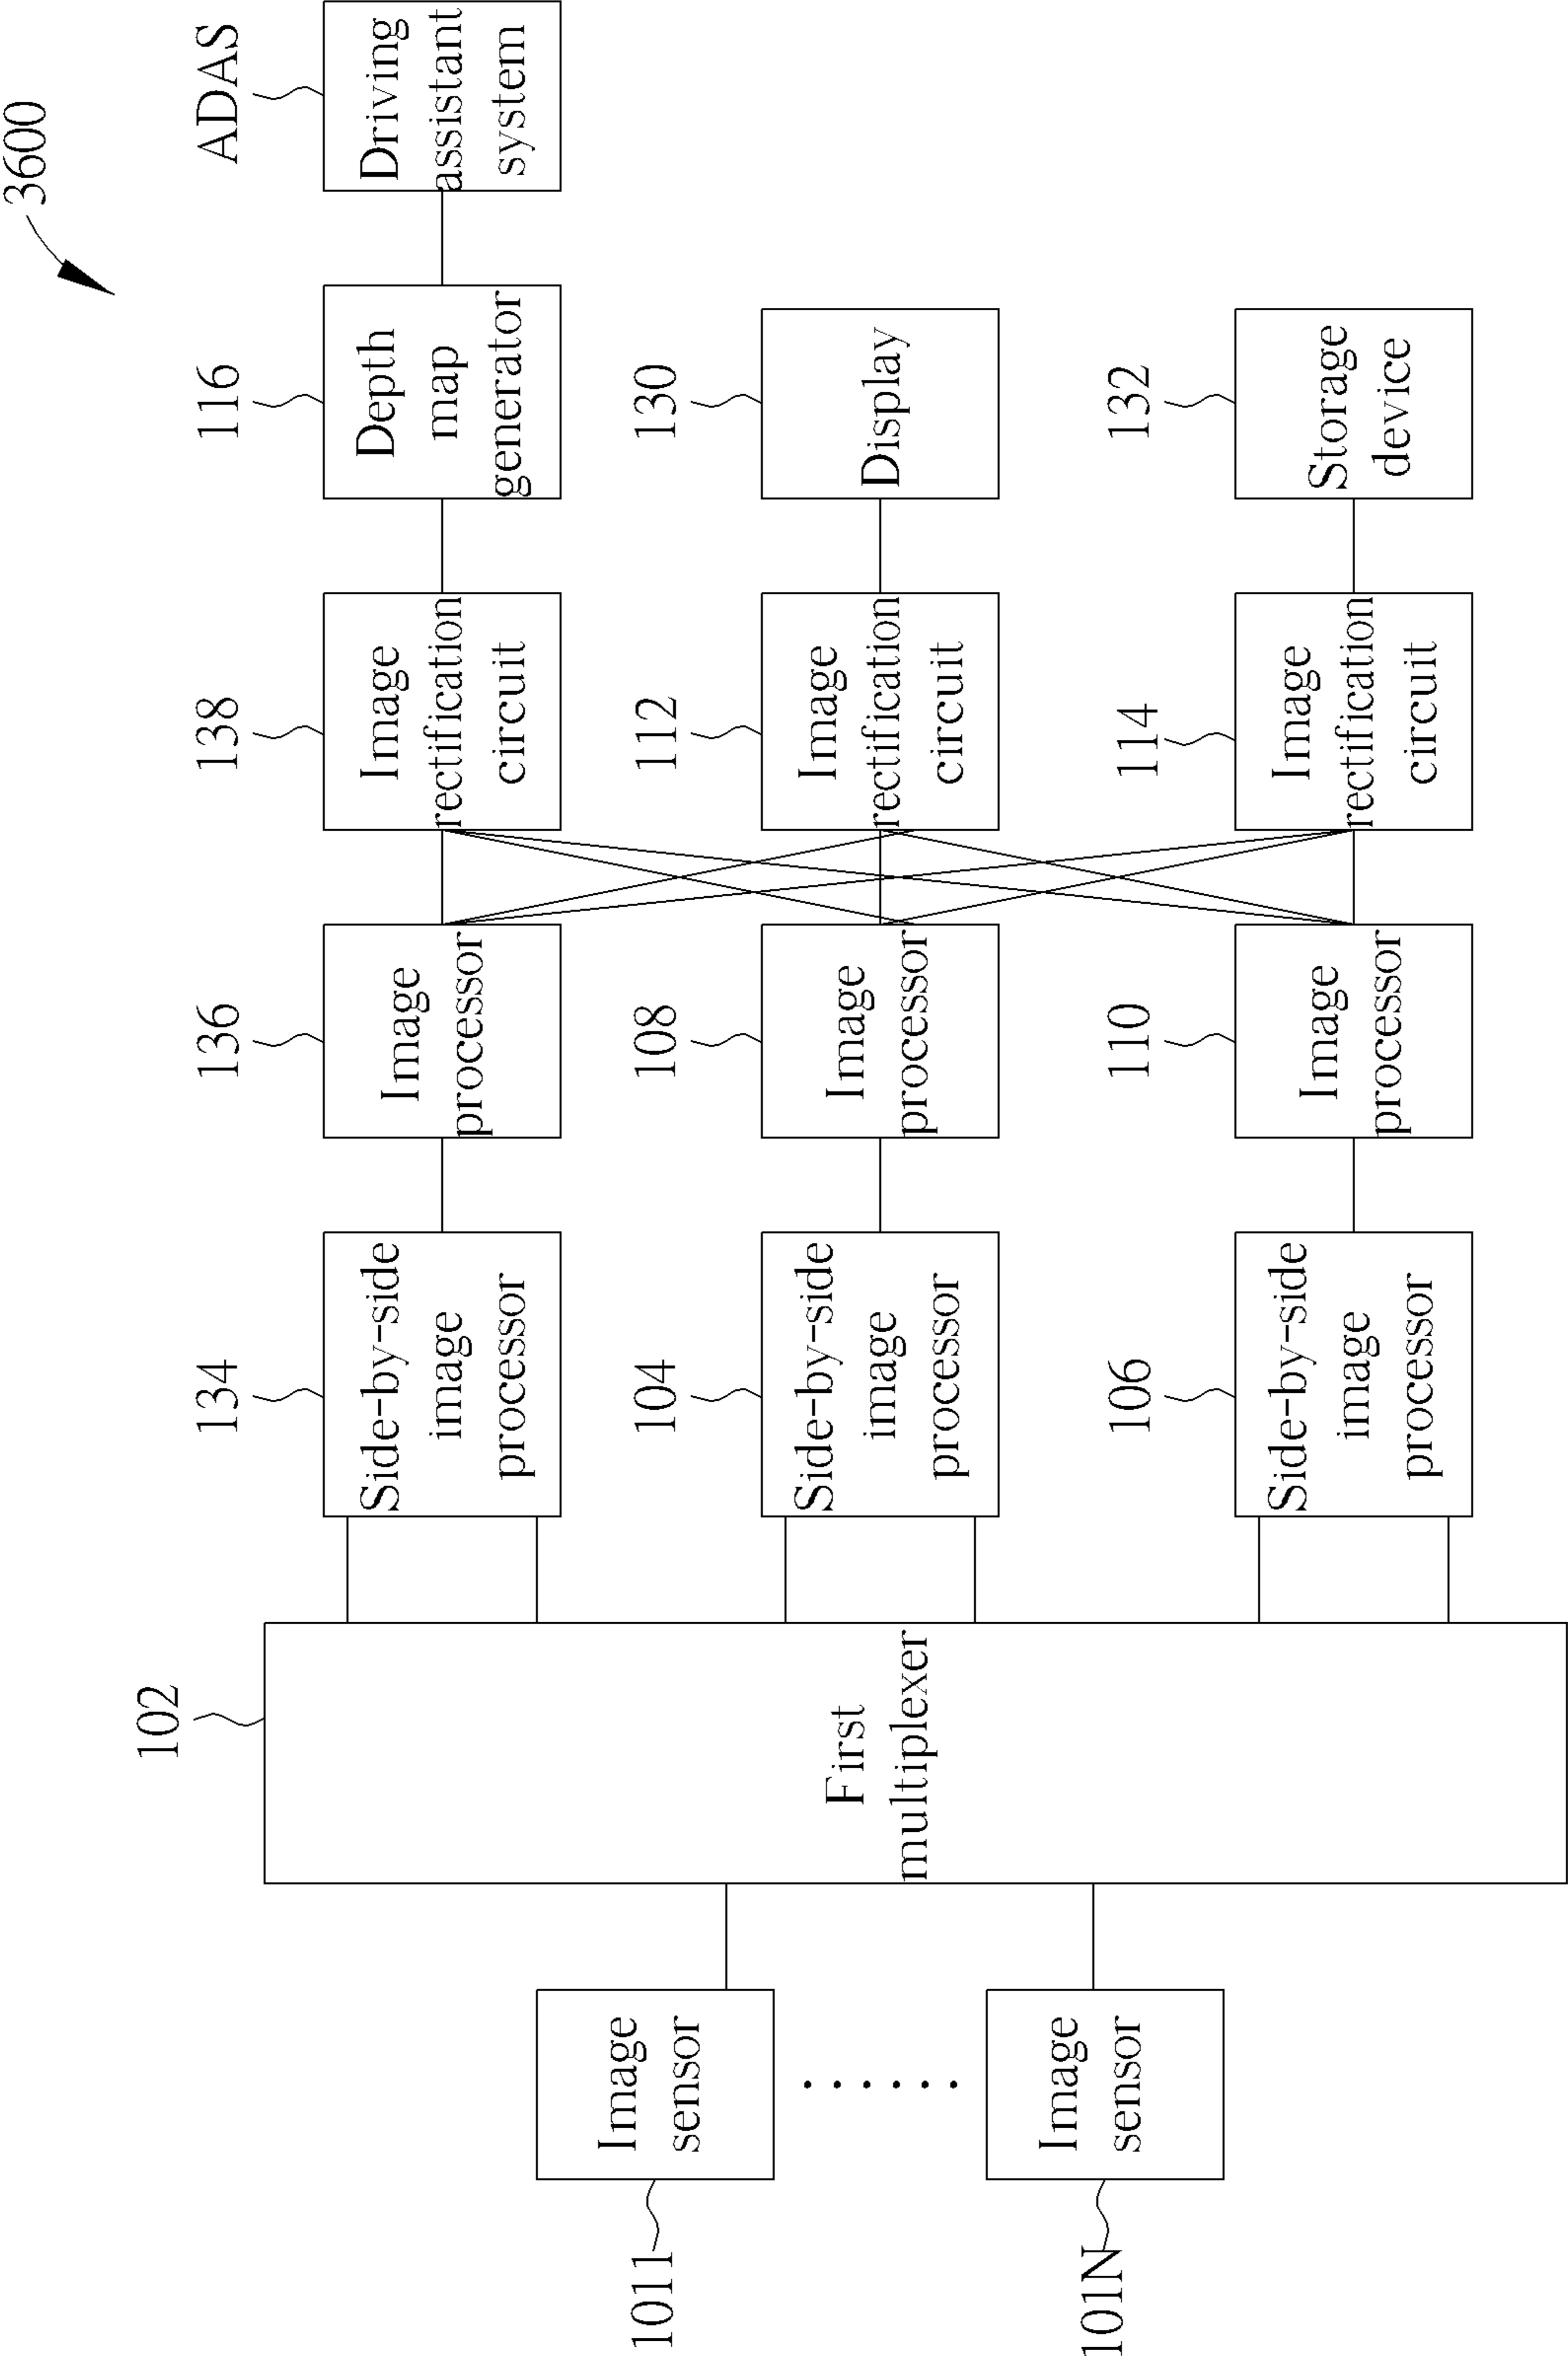 3600
1011
Image
sensor
......
101N
Image
sensor
102
First
multiplexer
134
Side-by-side
image
processor
136
Image
processor
138
Image
rectification
circuit
116
Depth
map
generator
ADAS
Driving
assistant
system
104
Side-by-side
image
processor
108
Image
processor
112
Image
rectification
circuit
130
Display
106
Side-by-side
image
processor
110
Image
processor
114
Image
rectification
circuit
132
Storage
device